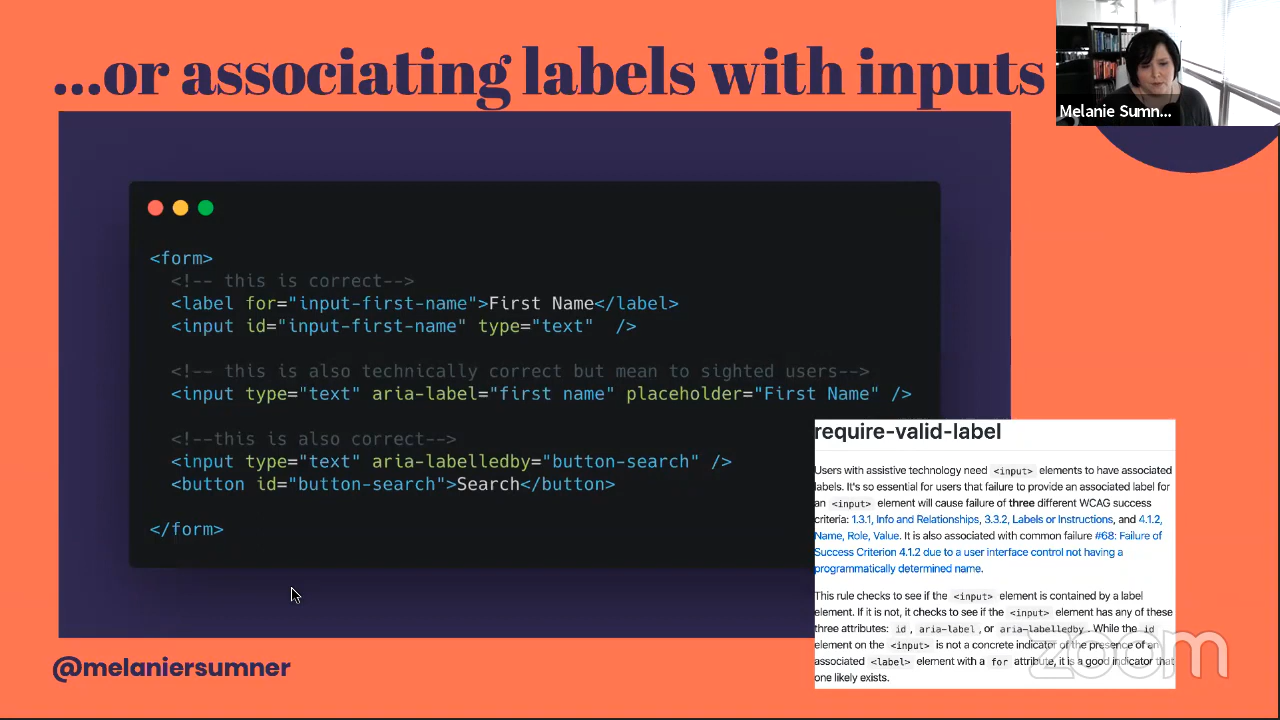 ...or associating labels with inputs
Melanie Sumn...
<form>
<!-- this is correct-->
<label for="input-first-name">First Name</label>
<input id="input-first-name" type="text"  />
<!-- this is also technically correct but mean to sighted users-->
<input type="text" aria-label="first name" placeholder="First Name" />
<!--this is also correct-->
<input type="text" aria-labelledby="button-search" />
<button id="button-search">Search</button>
</form>
require-valid-label
Users with assistive technology need <input> elements to have associated
labels. It's so essential for users that failure to provide an associated label for
an <input> element will cause failure of three different WCAG success
criteria: 1.3.1, Info and Relationships, 3.3.2, Labels or Instructions, and 4.1.2,
Name, Role, Value. It is also associated with common failure #68: Failure of
Success Criterion 4.1.2 due to a user interface control not having a
programmatically determined name.
This rule checks to see if the <input> element is contained by a label
element. If it is not, it checks to see if the <input> element has any of these
three attributes: id, aria-label, or aria-labelledby. While the id
element on the <input> is not a concrete indicator of the presence of an
associated <label> element with a for attribute, it is a good indicator that
one likely exists.
zoom
@melaniersumner